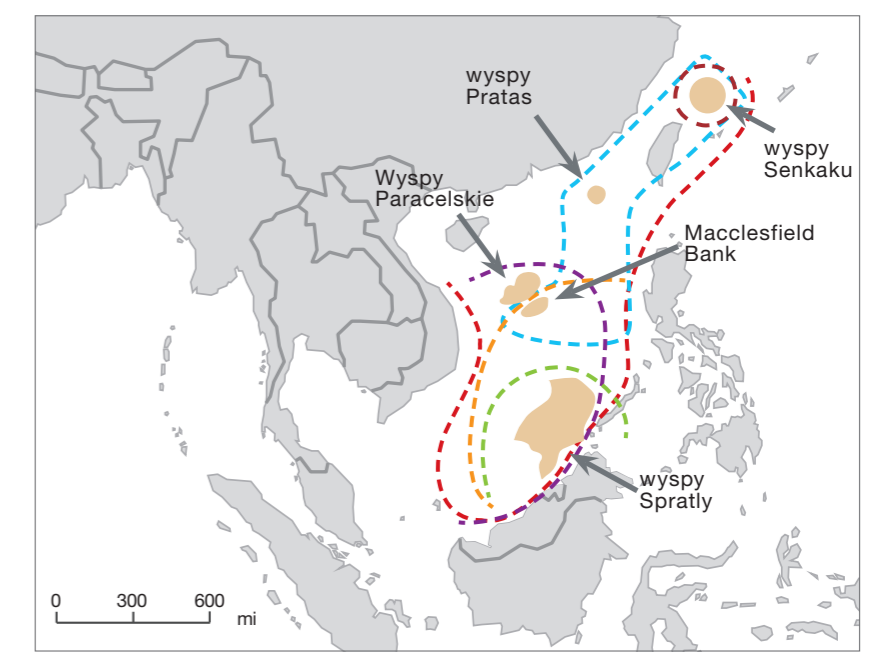 wyspy
Pratas
wyspy
Senkaku
Wyspy
Paracelskie
Macclesfield
Bank
wyspy
Spratly
0 300 600
mi